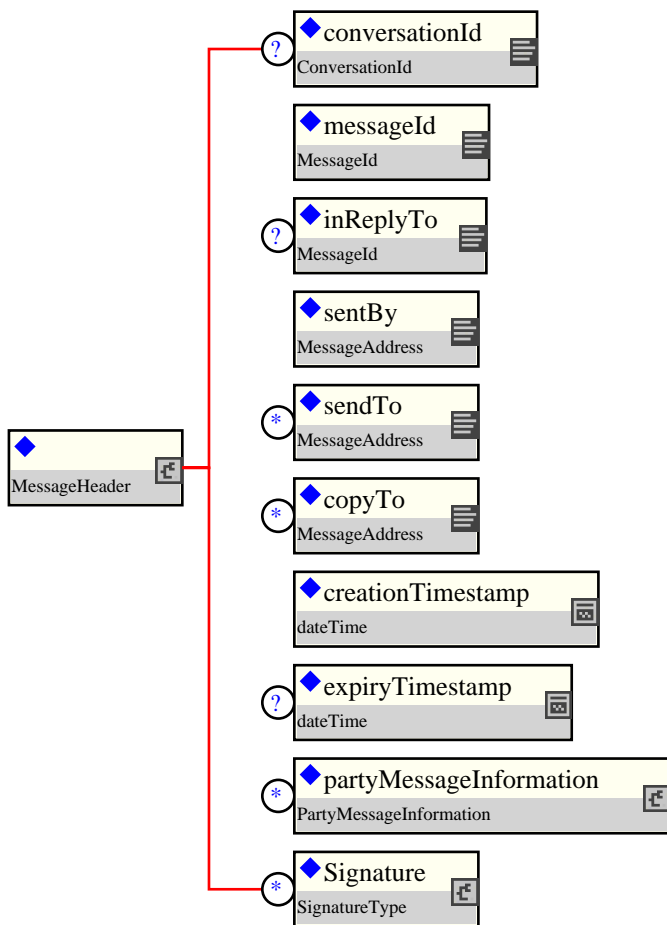 ?
conversationId
ConversationId
messageId
MessageId
?
inReplyTo
MessageId
sentBy
MessageAddress
*
sendTo
MessageAddress
MessageHeader
*
copyTo
MessageAddress
creationTimestamp
dateTime
?
expiryTimestamp
dateTime
*
partyMessageInformation
PartyMessageInformation
*
Signature
SignatureType